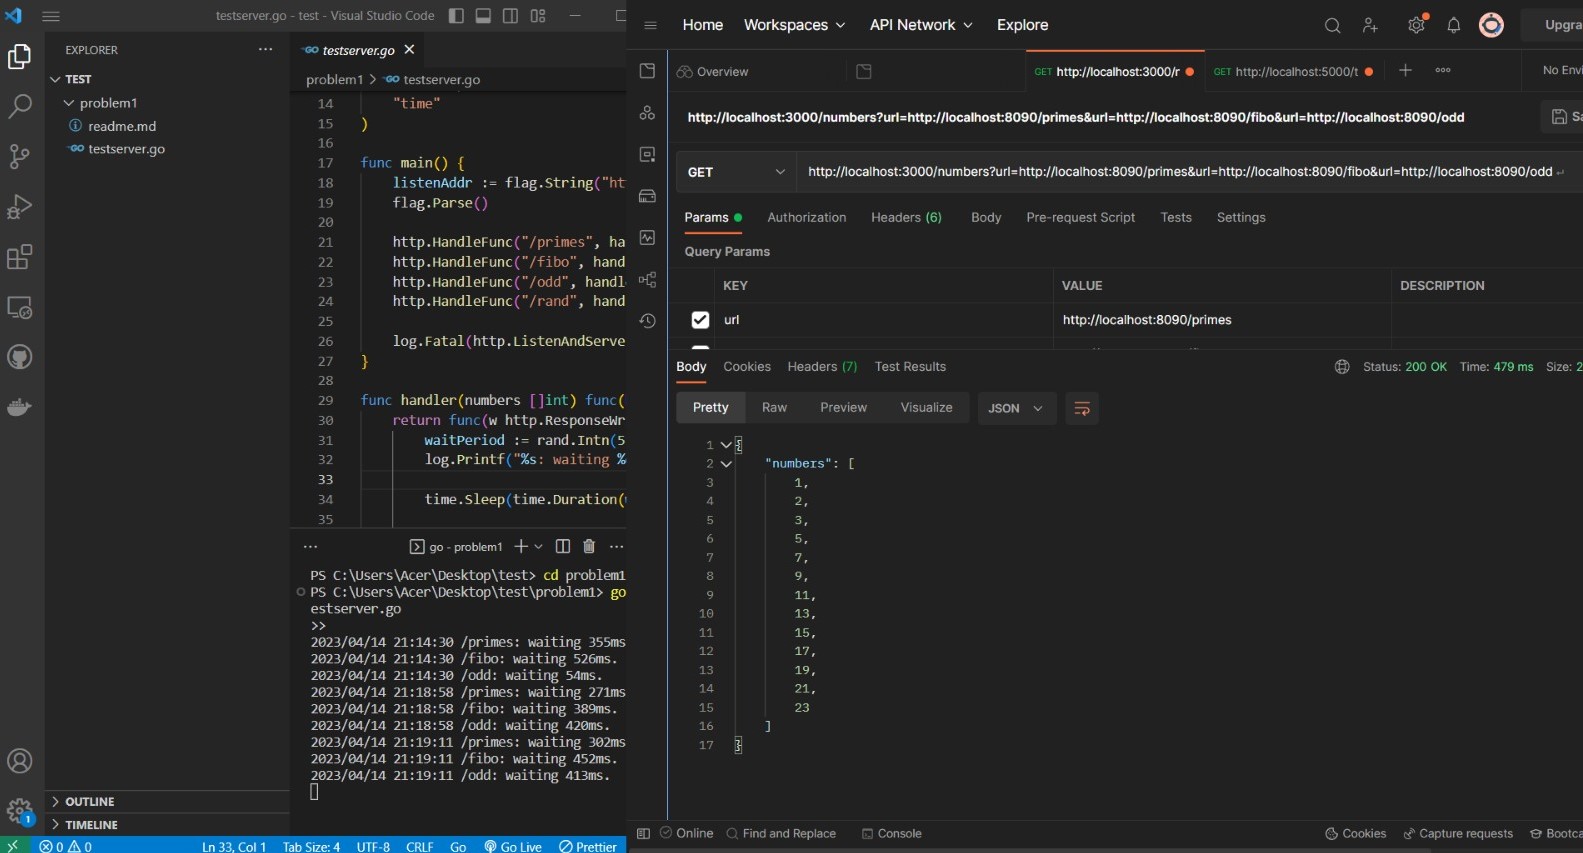 testserver.go - test - Visual Studio Code
EXPLORER
TEST
problem1
readme.md
testserver.go
OUTLINE
TIMELINE
testserver.go
problem1 > testserver.go
14 "time"
15 )
16
17 func main() {
18 listenAddr := flag.String("ht
19 flag.Parse()
20
21 http.HandleFunc("/primes", ha
22 http.HandleFunc("/fibo", hand
23 http.HandleFunc("/odd", handl
24 http.HandleFunc("/rand", hand
25
26 log.Fatal(http.ListenAndServe
27 }
28
29 func handler(numbers []int) func(
30 return func(w http.ResponseWr
31 waitPeriod := rand.Intn(5
32 log.Printf("%s: waiting %
33
34 time.Sleep(time.Duration(
35
go - problem1
PS C:\Users\Acer\Desktop\test> cd problem1
PS C:\Users\Acer\Desktop\test\problem1> go
estserver.go
>>
2023/04/14 21:14:30 /primes: waiting 355ms
2023/04/14 21:14:30 /fibo: waiting 526ms.
2023/04/14 21:14:30 /odd: waiting 54ms.
2023/04/14 21:18:58 /primes: waiting 271ms
2023/04/14 21:18:58 /fibo: waiting 389ms.
2023/04/14 21:18:58 /odd: waiting 420ms.
2023/04/14 21:19:11 /primes: waiting 302ms
2023/04/14 21:19:11 /fibo: waiting 452ms.
2023/04/14 21:19:11 /odd: waiting 413ms.
1
0 0 Ln 33, Col 1 Tab Size: 4 UTF-8 CRLF Go Go Live Prettier
Home Workspaces API Network Explore Upgra
Overview GET http://localhost:3000/r GET http://localhost:5000/t No Envi
http://localhost:3000/numbers?url=http://localhost:8090/primes&url=http://localhost:8090/fibo&url=http://localhost:8090/odd Sa
GET http://localhost:3000/numbers?url=http://localhost:8090/primes&url=http://localhost:8090/fibo&url=http://localhost:8090/odd
Params Authorization Headers (6) Body Pre-request Script Tests Settings
Query Params
KEY VALUE DESCRIPTION
url http://localhost:8090/primes
Body Cookies Headers (7) Test Results Status: 200 OK Time: 479 ms Size: 2
Pretty Raw Preview Visualize JSON
1 {
2 "numbers": [
3 1,
4 2,
5 3,
6 5,
7 7,
8 9,
9 11,
10 13,
11 15,
12 17,
13 19,
14 21,
15 23
16 ]
17 }
Online Find and Replace Console Cookies Capture requests Bootca